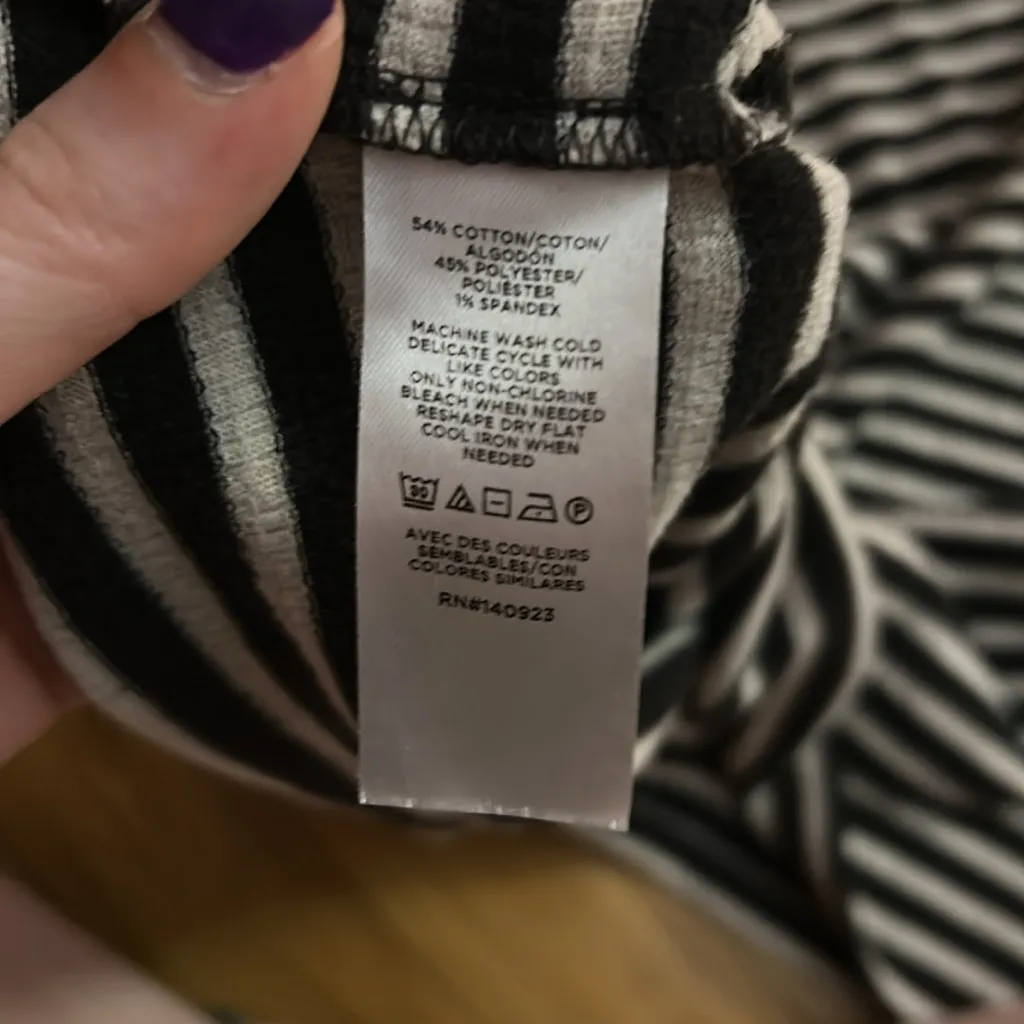 54% COTTON/COTON/
ALGODÓN
45% POLYESTER/
POLIÉSTER
1% SPANDEX
MACHINE WASH COLD
DELICATE CYCLE WITH
LIKE COLORS
ONLY NON-CHLORINE
BLEACH WHEN NEEDED
RESHAPE DRY FLAT
COOL IRON WHEN
NEEDED
30 P
AVEC DES COULEURS
SEMBLABLES/CON
COLORES SIMILARES
RN#140923